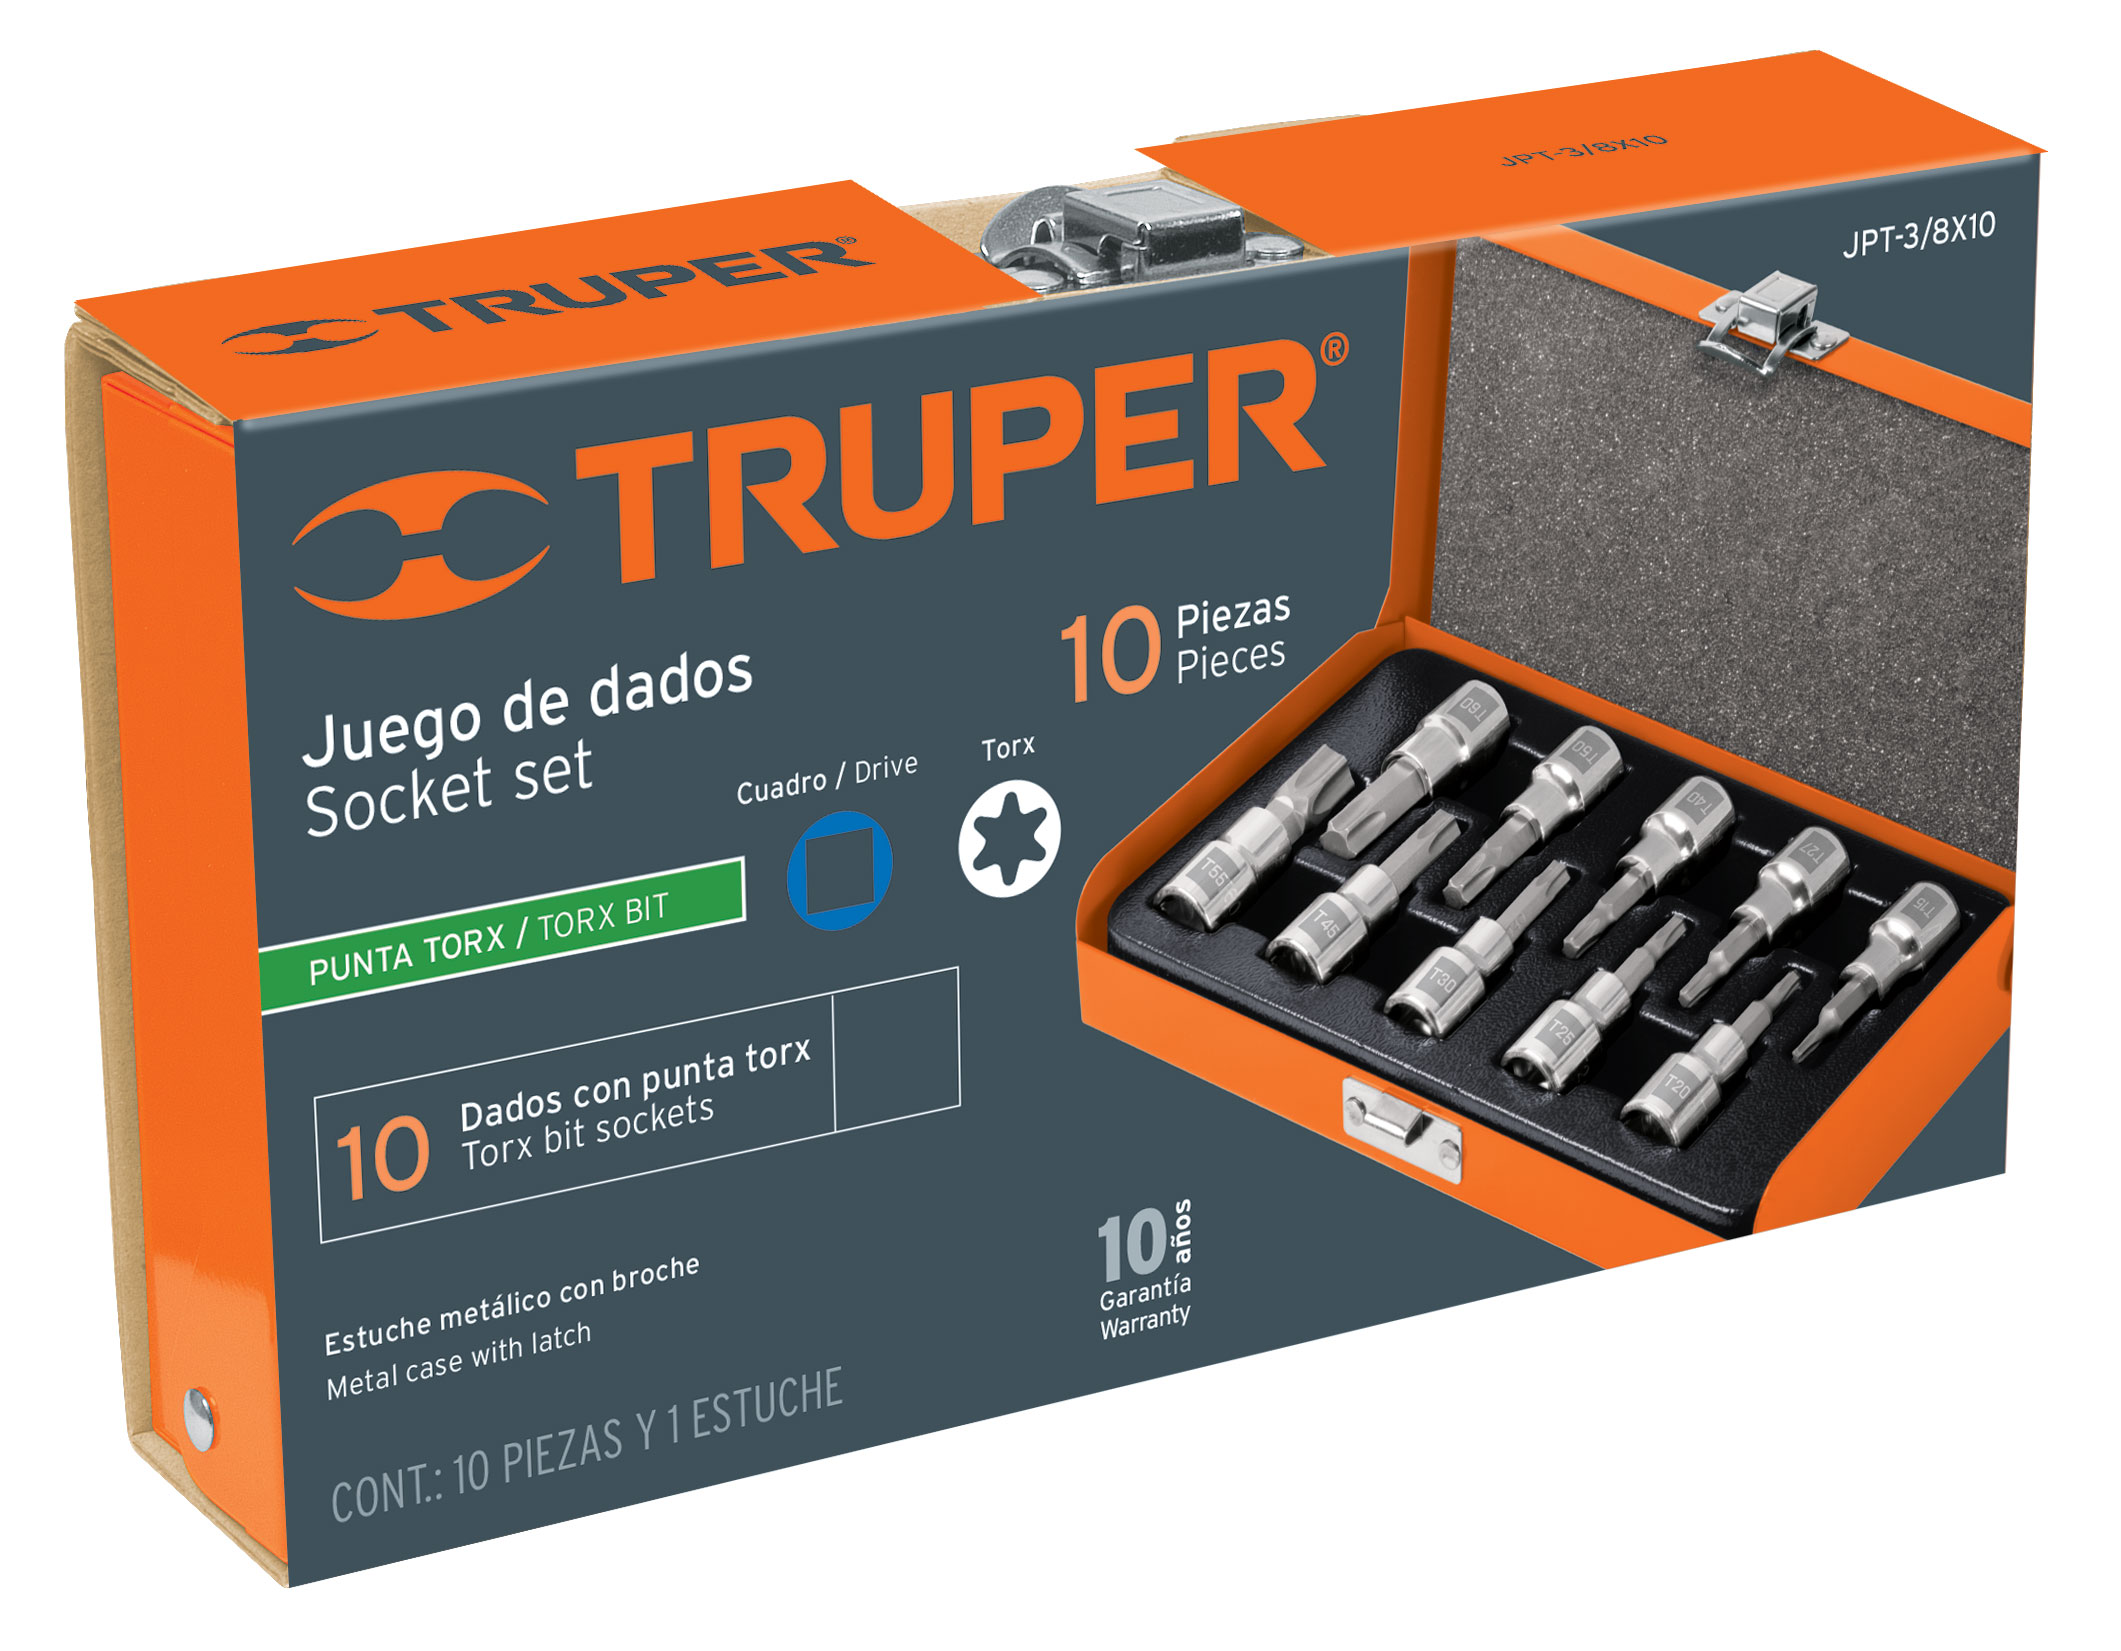 TRUPER®
JPT-3/8X10
JPT-3/8X10
TRUPER®
10 Piezas
Pieces
Juego de dados
Socket set
Cuadro / Drive
Torx
PUNTA TORX / TORX BIT
10 Dados con punta torx
Torx bit sockets
Estuche metálico con broche
Metal case with latch
CONT.: 10 PIEZAS Y 1 ESTUCHE
10 años
Garantía
Warranty
T60
T50
T40
T27
T15
T55
T45
T30
T25
T20